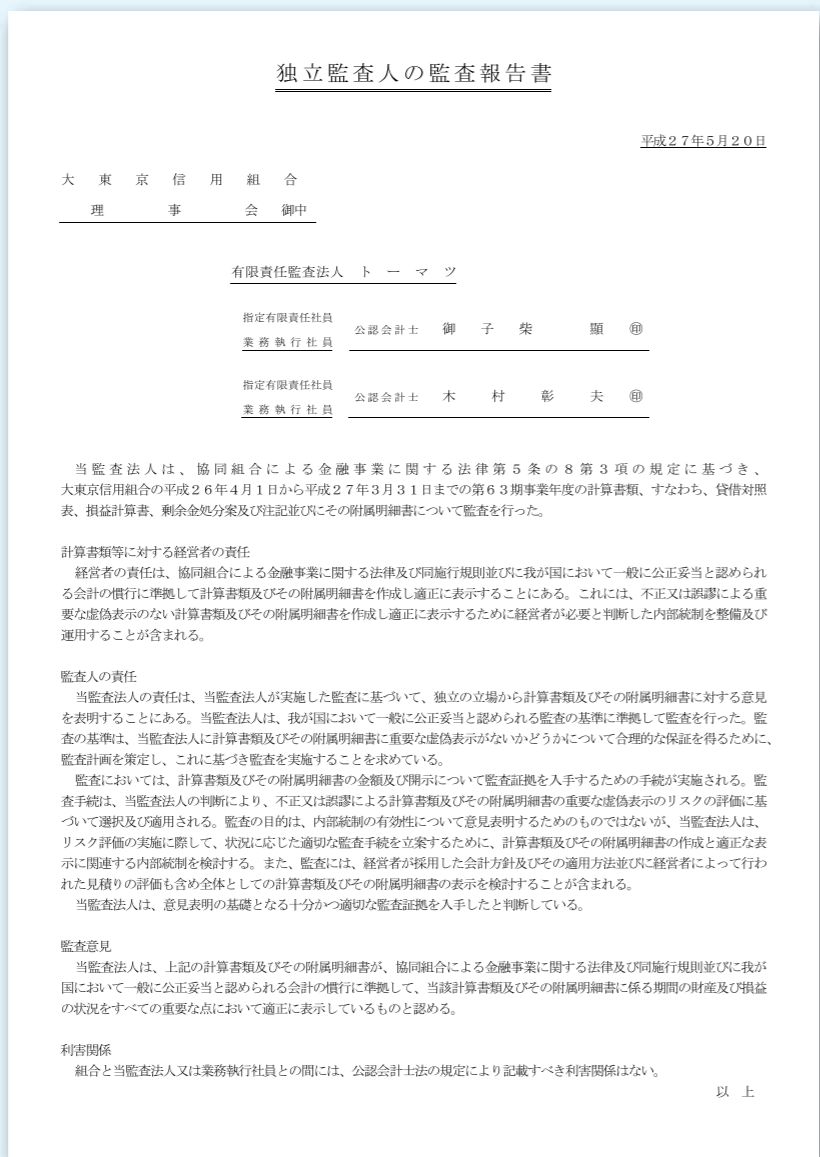 独立監査人の監査報告書
平成２７年５月２０日
大東京信用組合
理事会 御中
有限責任監査法人 トーマツ
指定有限責任社員
業務執行社員
公認会計士 御子柴 顯 ㊞
指定有限責任社員
業務執行社員
公認会計士 木村彰夫 ㊞
当監査法人は、協同組合による金融事業に関する法律第５条の８第３項の規定に基づき、
大東京信用組合の平成２６年４月１日から平成２７年３月３１日までの第６３期事業年度の計算書類、すなわち、貸借対照
表、損益計算書、剰余金処分案及び注記並びにその附属明細書について監査を行った。
計算書類等に対する経営者の責任
経営者の責任は、協同組合による金融事業に関する法律及び同施行規則並びに我が国において一般に公正妥当と認められ
る会計の慣行に準拠して計算書類及びその附属明細書を作成し適正に表示することにある。これには、不正又は誤謬による重
要な虚偽表示のない計算書類及びその附属明細書を作成し適正に表示するために経営者が必要と判断した内部統制を整備及び
運用することが含まれる。
監査人の責任
当監査法人の責任は、当監査法人が実施した監査に基づいて、独立の立場から計算書類及びその附属明細書に対する意見
を表明することにある。当監査法人は、我が国において一般に公正妥当と認められる監査の基準に準拠して監査を行った。監
査の基準は、当監査法人に計算書類及びその附属明細書に重要な虚偽表示がないかどうかについて合理的な保証を得るために、
監査計画を策定し、これに基づき監査を実施することを求めている。
監査においては、計算書類及びその附属明細書の金額及び開示について監査証拠を入手するための手続が実施される。監
査手続は、当監査法人の判断により、不正又は誤謬による計算書類及びその附属明細書の重要な虚偽表示のリスクの評価に基
づいて選択及び適用される。監査の目的は、内部統制の有効性について意見表明するためのものではないが、当監査法人は、
リスク評価の実施に際して、状況に応じた適切な監査手続を立案するために、計算書類及びその附属明細書の作成と適正な表
示に関連する内部統制を検討する。また、監査には、経営者が採用した会計方針及びその適用方法並びに経営者によって行わ
れた見積りの評価も含め全体としての計算書類及びその附属明細書の表示を検討することが含まれる。
当監査法人は、意見表明の基礎となる十分かつ適切な監査証拠を入手したと判断している。
監査意見
当監査法人は、上記の計算書類及びその附属明細書が、協同組合による金融事業に関する法律及び同施行規則並びに我が
国において一般に公正妥当と認められる会計の慣行に準拠して、当該計算書類及びその附属明細書に係る期間の財産及び損益
の状況をすべての重要な点において適正に表示しているものと認める。
利害関係
組合と当監査法人又は業務執行社員との間には、公認会計士法の規定により記載すべき利害関係はない。
以 上